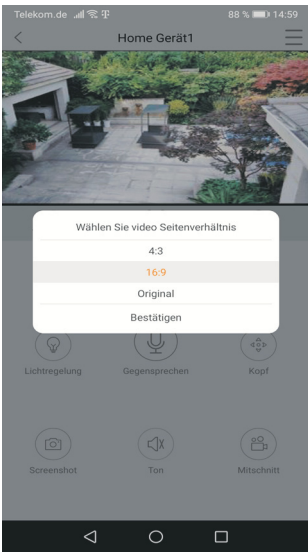 Telekom.de 88 % 14:59
Home Gerät1
Wählen Sie video Seitenverhältnis
4:3
16:9
Original
Bestätigen
Lichtregelung Gegensprechen Kopf
Screenshot Ton Mitschnitt